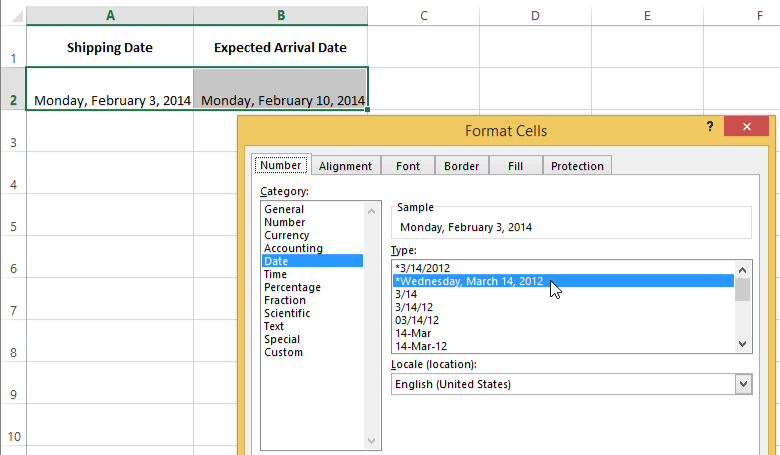 A B C D E F
1 Shipping Date Expected Arrival Date
2 Monday, February 3, 2014 Monday, February 10, 2014
3
4
5
6
7
8
9
10
Format Cells ? ×
Number Alignment Font Border Fill Protection
Category:
General
Number
Currency
Accounting
Date
Time
Percentage
Fraction
Scientific
Text
Special
Custom
Sample
Monday, February 3, 2014
Type:
*3/14/2012
*Wednesday, March 14, 2012
3/14
3/14/12
03/14/12
14-Mar
14-Mar-12
Locale (location):
English (United States)